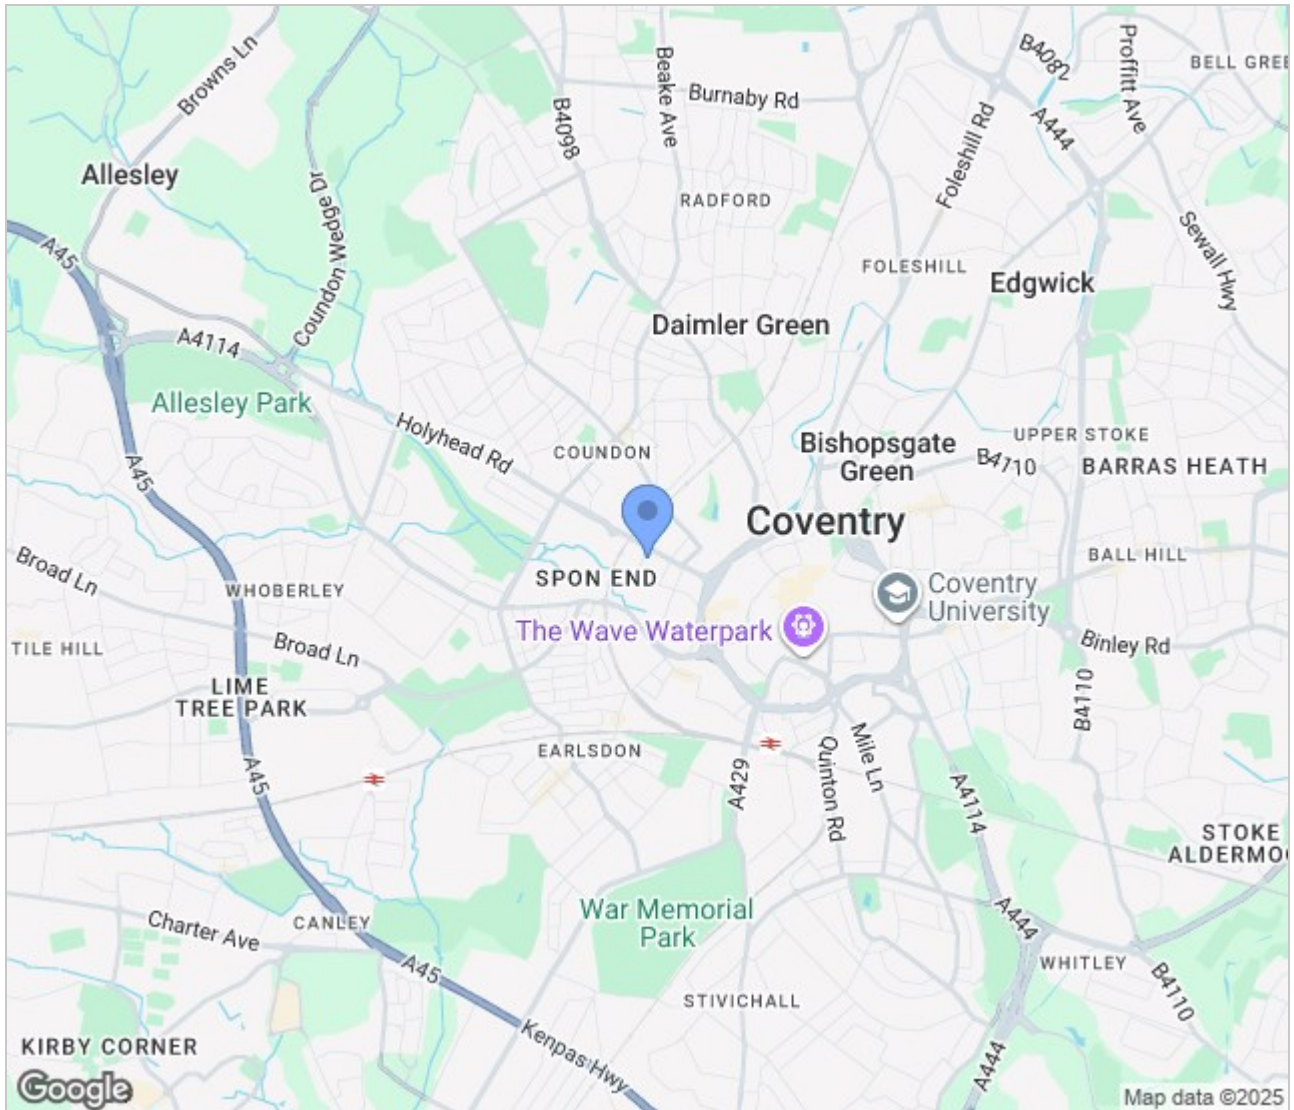 Browns Ln
B4098
Beake Ave
Burnaby Rd
B4082
Proffitt Ave
BELL GREE
A444
Foleshill Rd
Allesley
Coundon Wedge Dr
RADFORD
Sewall Hwy
A45
FOLESHILL
Edgwick
Daimler Green
A4114
Allesley Park
Holyhead Rd
COUNDON
Bishopsgate
Green
UPPER STOKE
B4110
BARRAS HEATH
A45
Coventry
Broad Ln
SPON END
WHOBERLEY
BALL HILL
Coventry
University
The Wave Waterpark
Binley Rd
TILE HILL
Broad Ln
LIME
TREE PARK
B4110
EARLSDON
A45
A429
Quinton Rd
Mile Ln
A4114
STOKE
ALDERMOO
War Memorial
Park
Charter Ave
CANLEY
A444
A45
WHITLEY
B4110
STIVICHALL
KIRBY CORNER
Kenpas Hwy
A444
Google
Map data ©2025